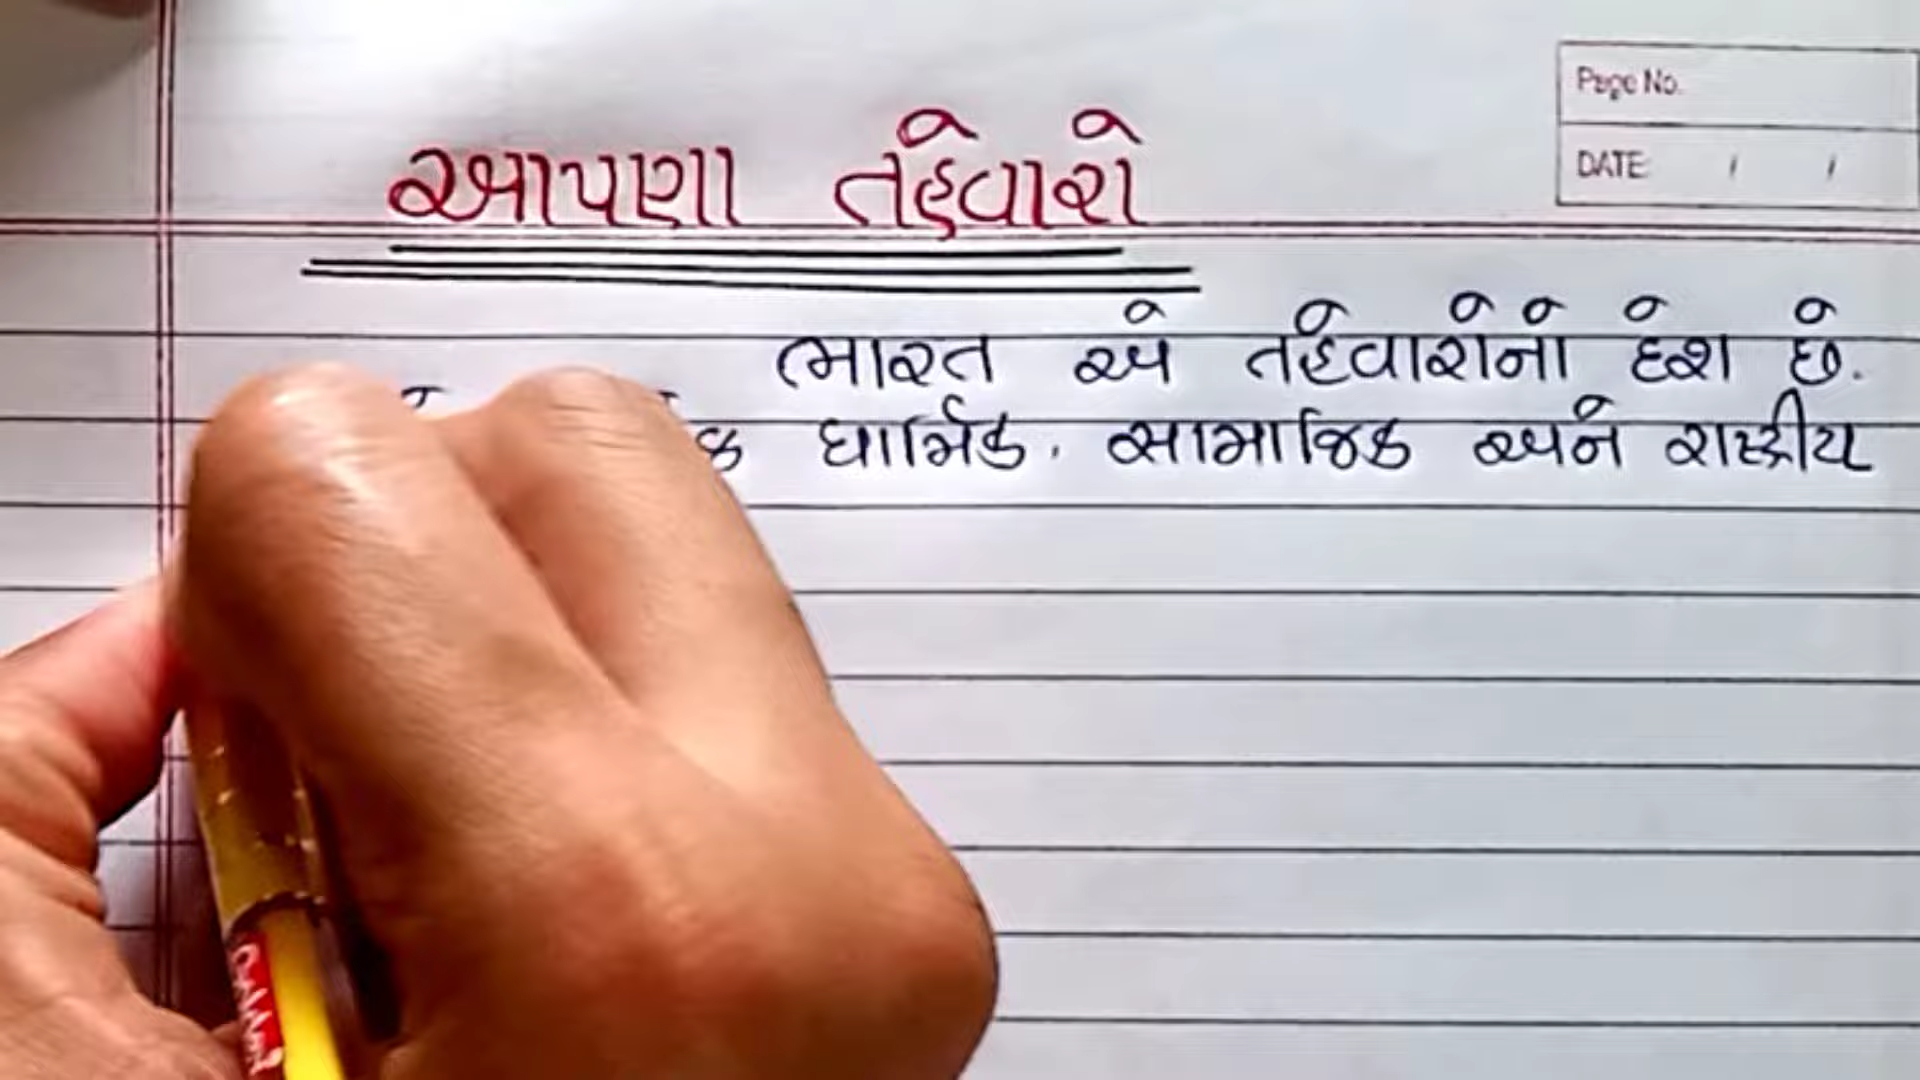 આપણા તહેવારો
Page No.
DATE / /
ભારત એ તહેવારોનો દેશ છે.
ધાર્મિક, સામાજિક અને રાષ્ટ્રીય